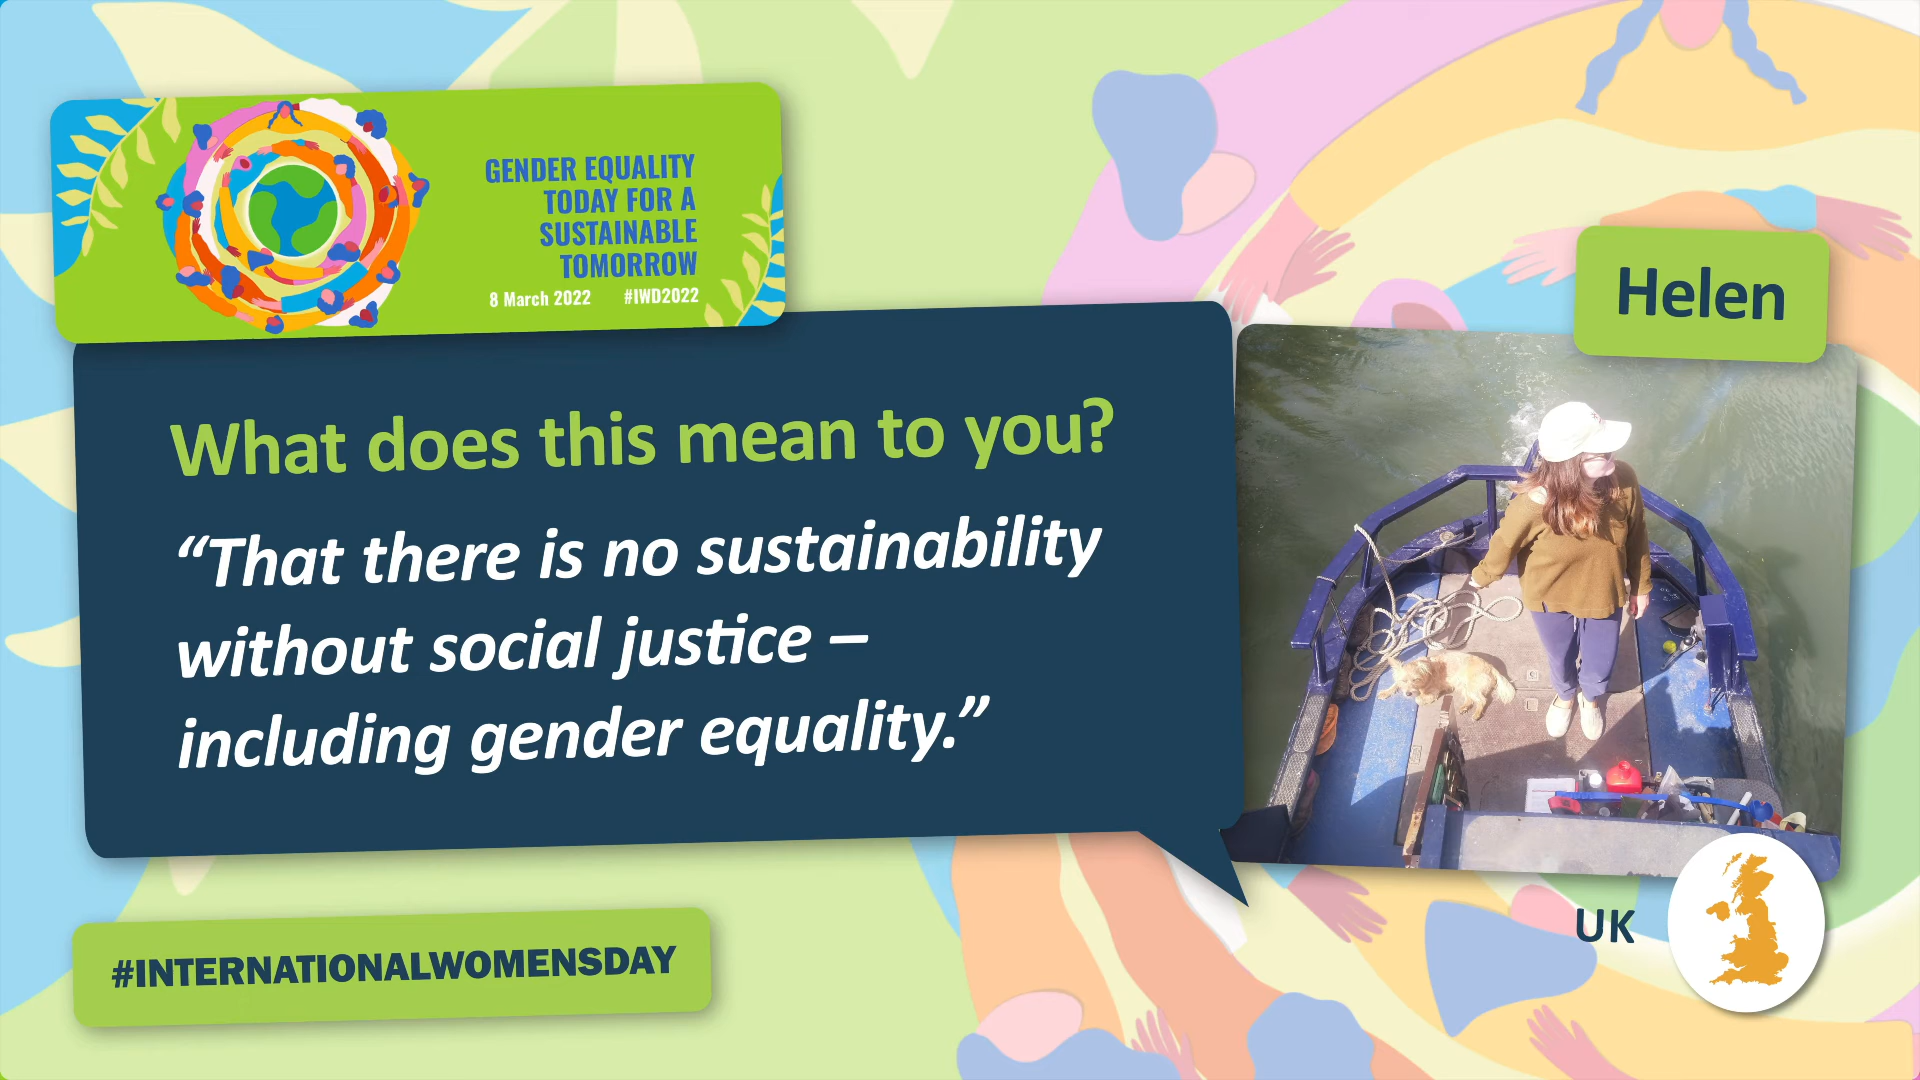 GENDER EQUALITY
TODAY FOR A
SUSTAINABLE
TOMORROW
8 March 2022 #IWD2022
What does this mean to you?
“That there is no sustainability
without social justice –
including gender equality.”
Helen
UK
#INTERNATIONALWOMENSDAY